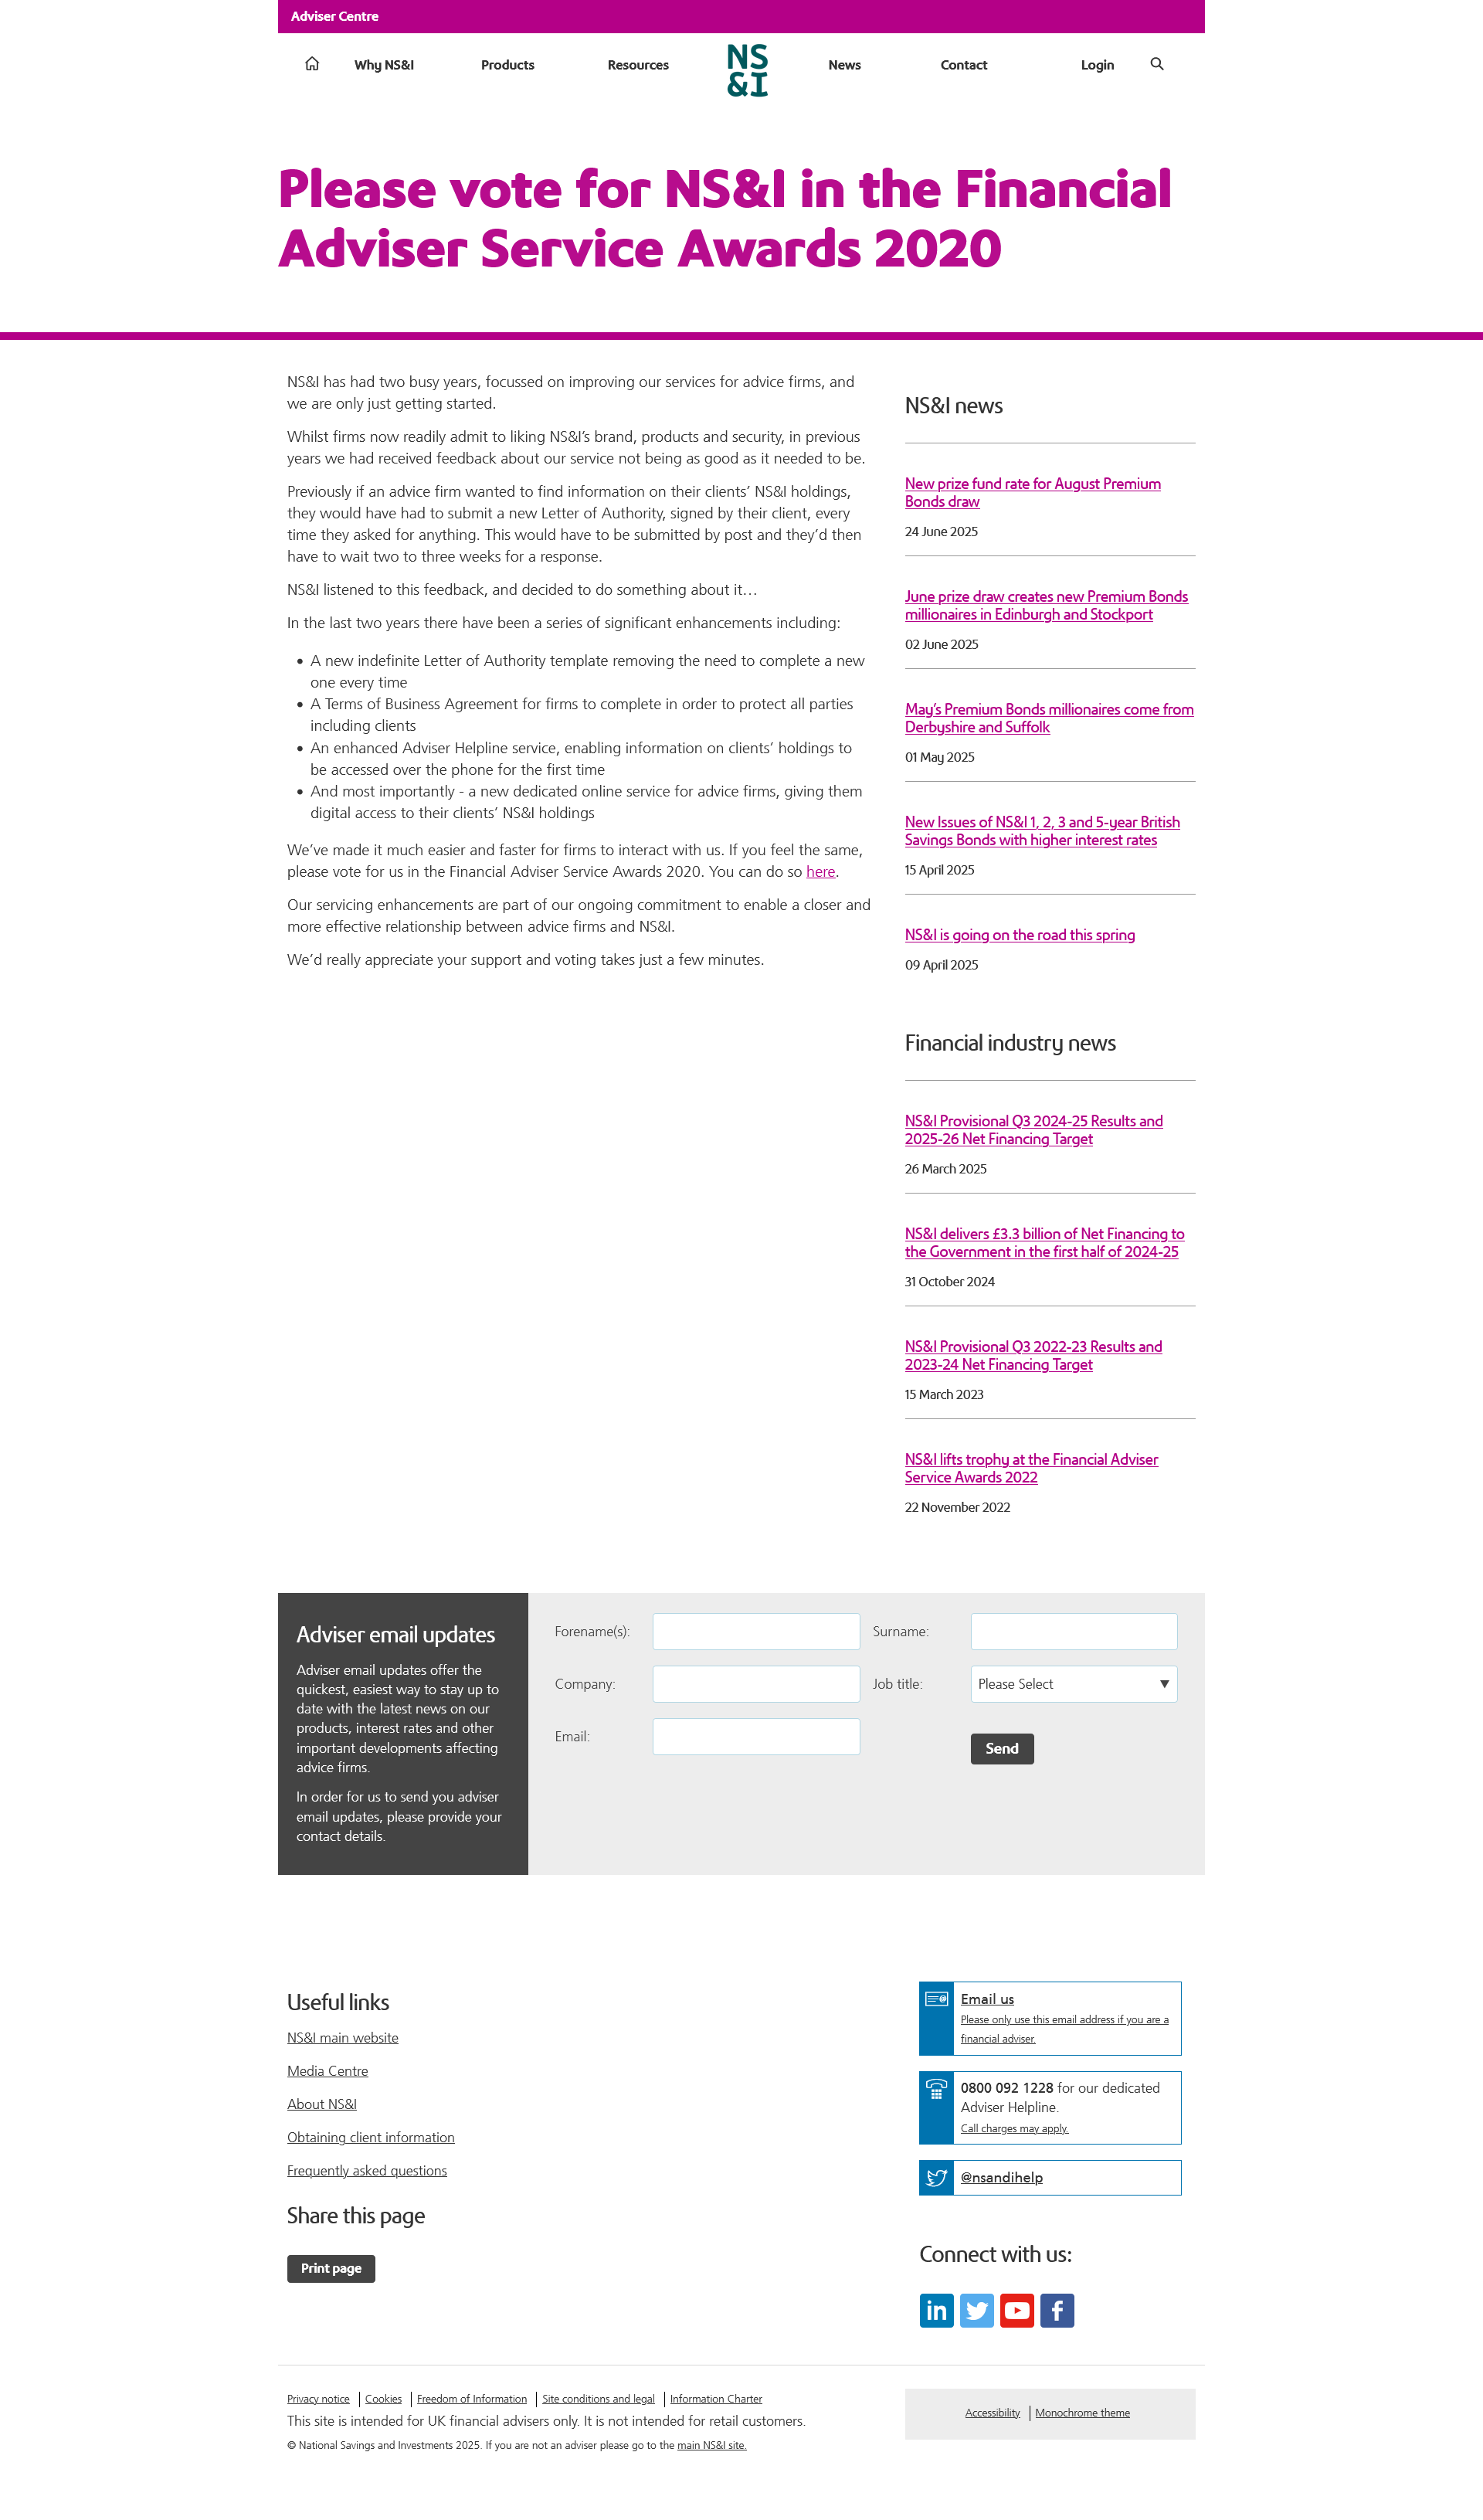 Adviser Centre
Why NS&I
Products
Resources
NS
&I
News
Contact
Login
Please vote for NS&I in the Financial
Adviser Service Awards 2020
NS&I has had two busy years, focussed on improving our services for advice firms, and
we are only just getting started.
Whilst firms now readily admit to liking NS&I’s brand, products and security, in previous
years we had received feedback about our service not being as good as it needed to be.
Previously if an advice firm wanted to find information on their clients’ NS&I holdings,
they would have had to submit a new Letter of Authority, signed by their client, every
time they asked for anything. This would have to be submitted by post and they’d then
have to wait two to three weeks for a response.
NS&I listened to this feedback, and decided to do something about it…
In the last two years there have been a series of significant enhancements including:
• A new indefinite Letter of Authority template removing the need to complete a new
one every time
• A Terms of Business Agreement for firms to complete in order to protect all parties
including clients
• An enhanced Adviser Helpline service, enabling information on clients’ holdings to
be accessed over the phone for the first time
• And most importantly - a new dedicated online service for advice firms, giving them
digital access to their clients’ NS&I holdings
We’ve made it much easier and faster for firms to interact with us. If you feel the same,
please vote for us in the Financial Adviser Service Awards 2020. You can do so here.
Our servicing enhancements are part of our ongoing commitment to enable a closer and
more effective relationship between advice firms and NS&I.
We’d really appreciate your support and voting takes just a few minutes.
NS&I news
New prize fund rate for August Premium
Bonds draw
24 June 2025
June prize draw creates new Premium Bonds
millionaires in Edinburgh and Stockport
02 June 2025
May’s Premium Bonds millionaires come from
Derbyshire and Suffolk
01 May 2025
New Issues of NS&I 1, 2, 3 and 5-year British
Savings Bonds with higher interest rates
15 April 2025
NS&I is going on the road this spring
09 April 2025
Financial industry news
NS&I Provisional Q3 2024-25 Results and
2025-26 Net Financing Target
26 March 2025
NS&I delivers £3.3 billion of Net Financing to
the Government in the first half of 2024-25
31 October 2024
NS&I Provisional Q3 2022-23 Results and
2023-24 Net Financing Target
15 March 2023
NS&I lifts trophy at the Financial Adviser
Service Awards 2022
22 November 2022
Adviser email updates
Adviser email updates offer the
quickest, easiest way to stay up to
date with the latest news on our
products, interest rates and other
important developments affecting
advice firms.
In order for us to send you adviser
email updates, please provide your
contact details.
Forename(s):
Surname:
Company:
Job title:
Please Select
Email:
Send
Useful links
NS&I main website
Media Centre
About NS&I
Obtaining client information
Frequently asked questions
Share this page
Print page
Email us
Please only use this email address if you are a
financial adviser.
0800 092 1228 for our dedicated
Adviser Helpline.
Call charges may apply.
@nsandihelp
Connect with us:
Privacy notice
Cookies
Freedom of Information
Site conditions and legal
Information Charter
This site is intended for UK financial advisers only. It is not intended for retail customers.
© National Savings and Investments 2025. If you are not an adviser please go to the main NS&I site.
Accessibility
Monochrome theme